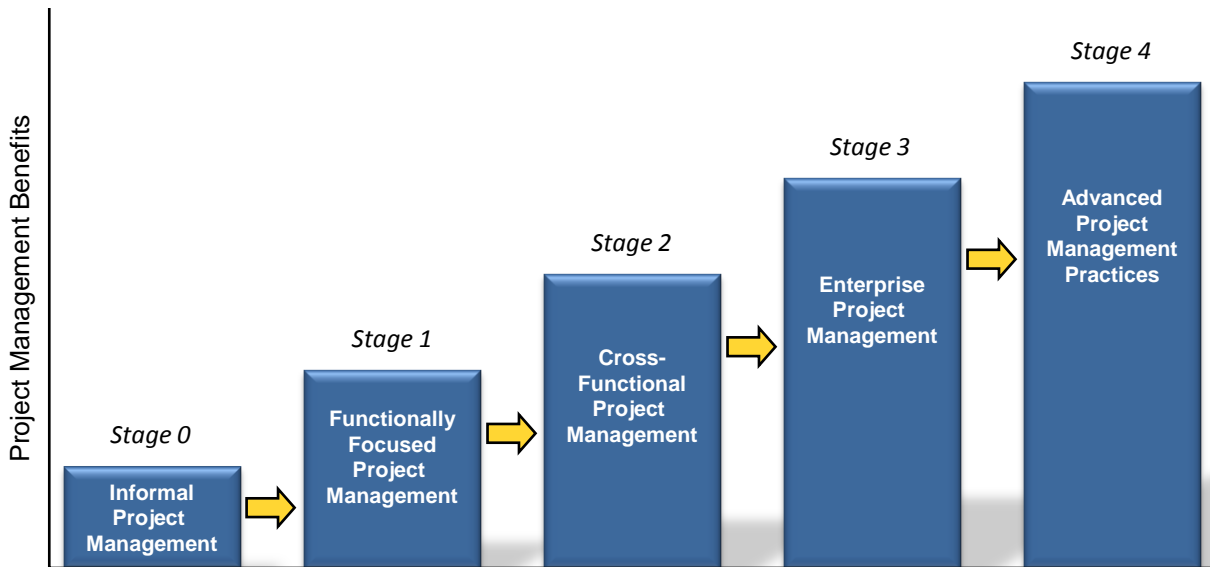 Project Management Benefits
Stage 0
Informal
Project
Management
Stage 1
Functionally
Focused
Project
Management
Stage 2
Cross-
Functional
Project
Management
Stage 3
Enterprise
Project
Management
Stage 4
Advanced
Project
Management
Practices